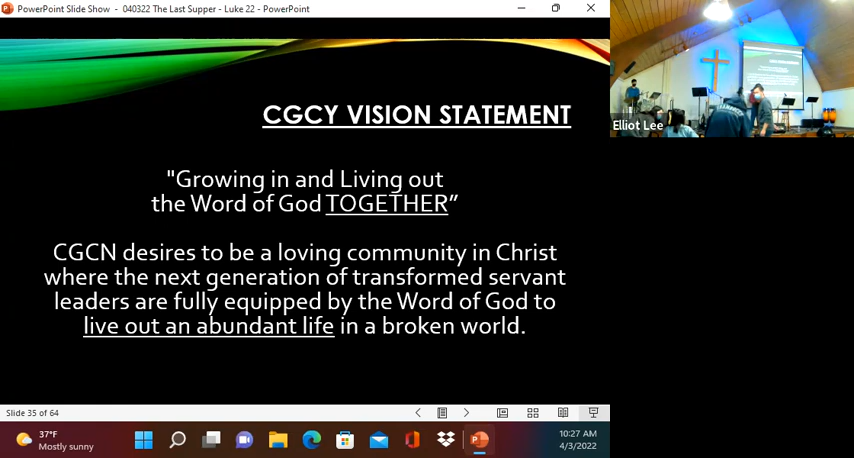 PowerPoint Slide Show - 040322 The Last Supper - Luke 22 - PowerPoint
Elliot Lee
CGCY VISION STATEMENT
"Growing in and Living out
the Word of God TOGETHER”
CGCN desires to be a loving community in Christ
where the next generation of transformed servant
leaders are fully equipped by the Word of God to
live out an abundant life in a broken world.
Slide 35 of 64
37°F
Mostly sunny
10:27 AM
4/3/2022